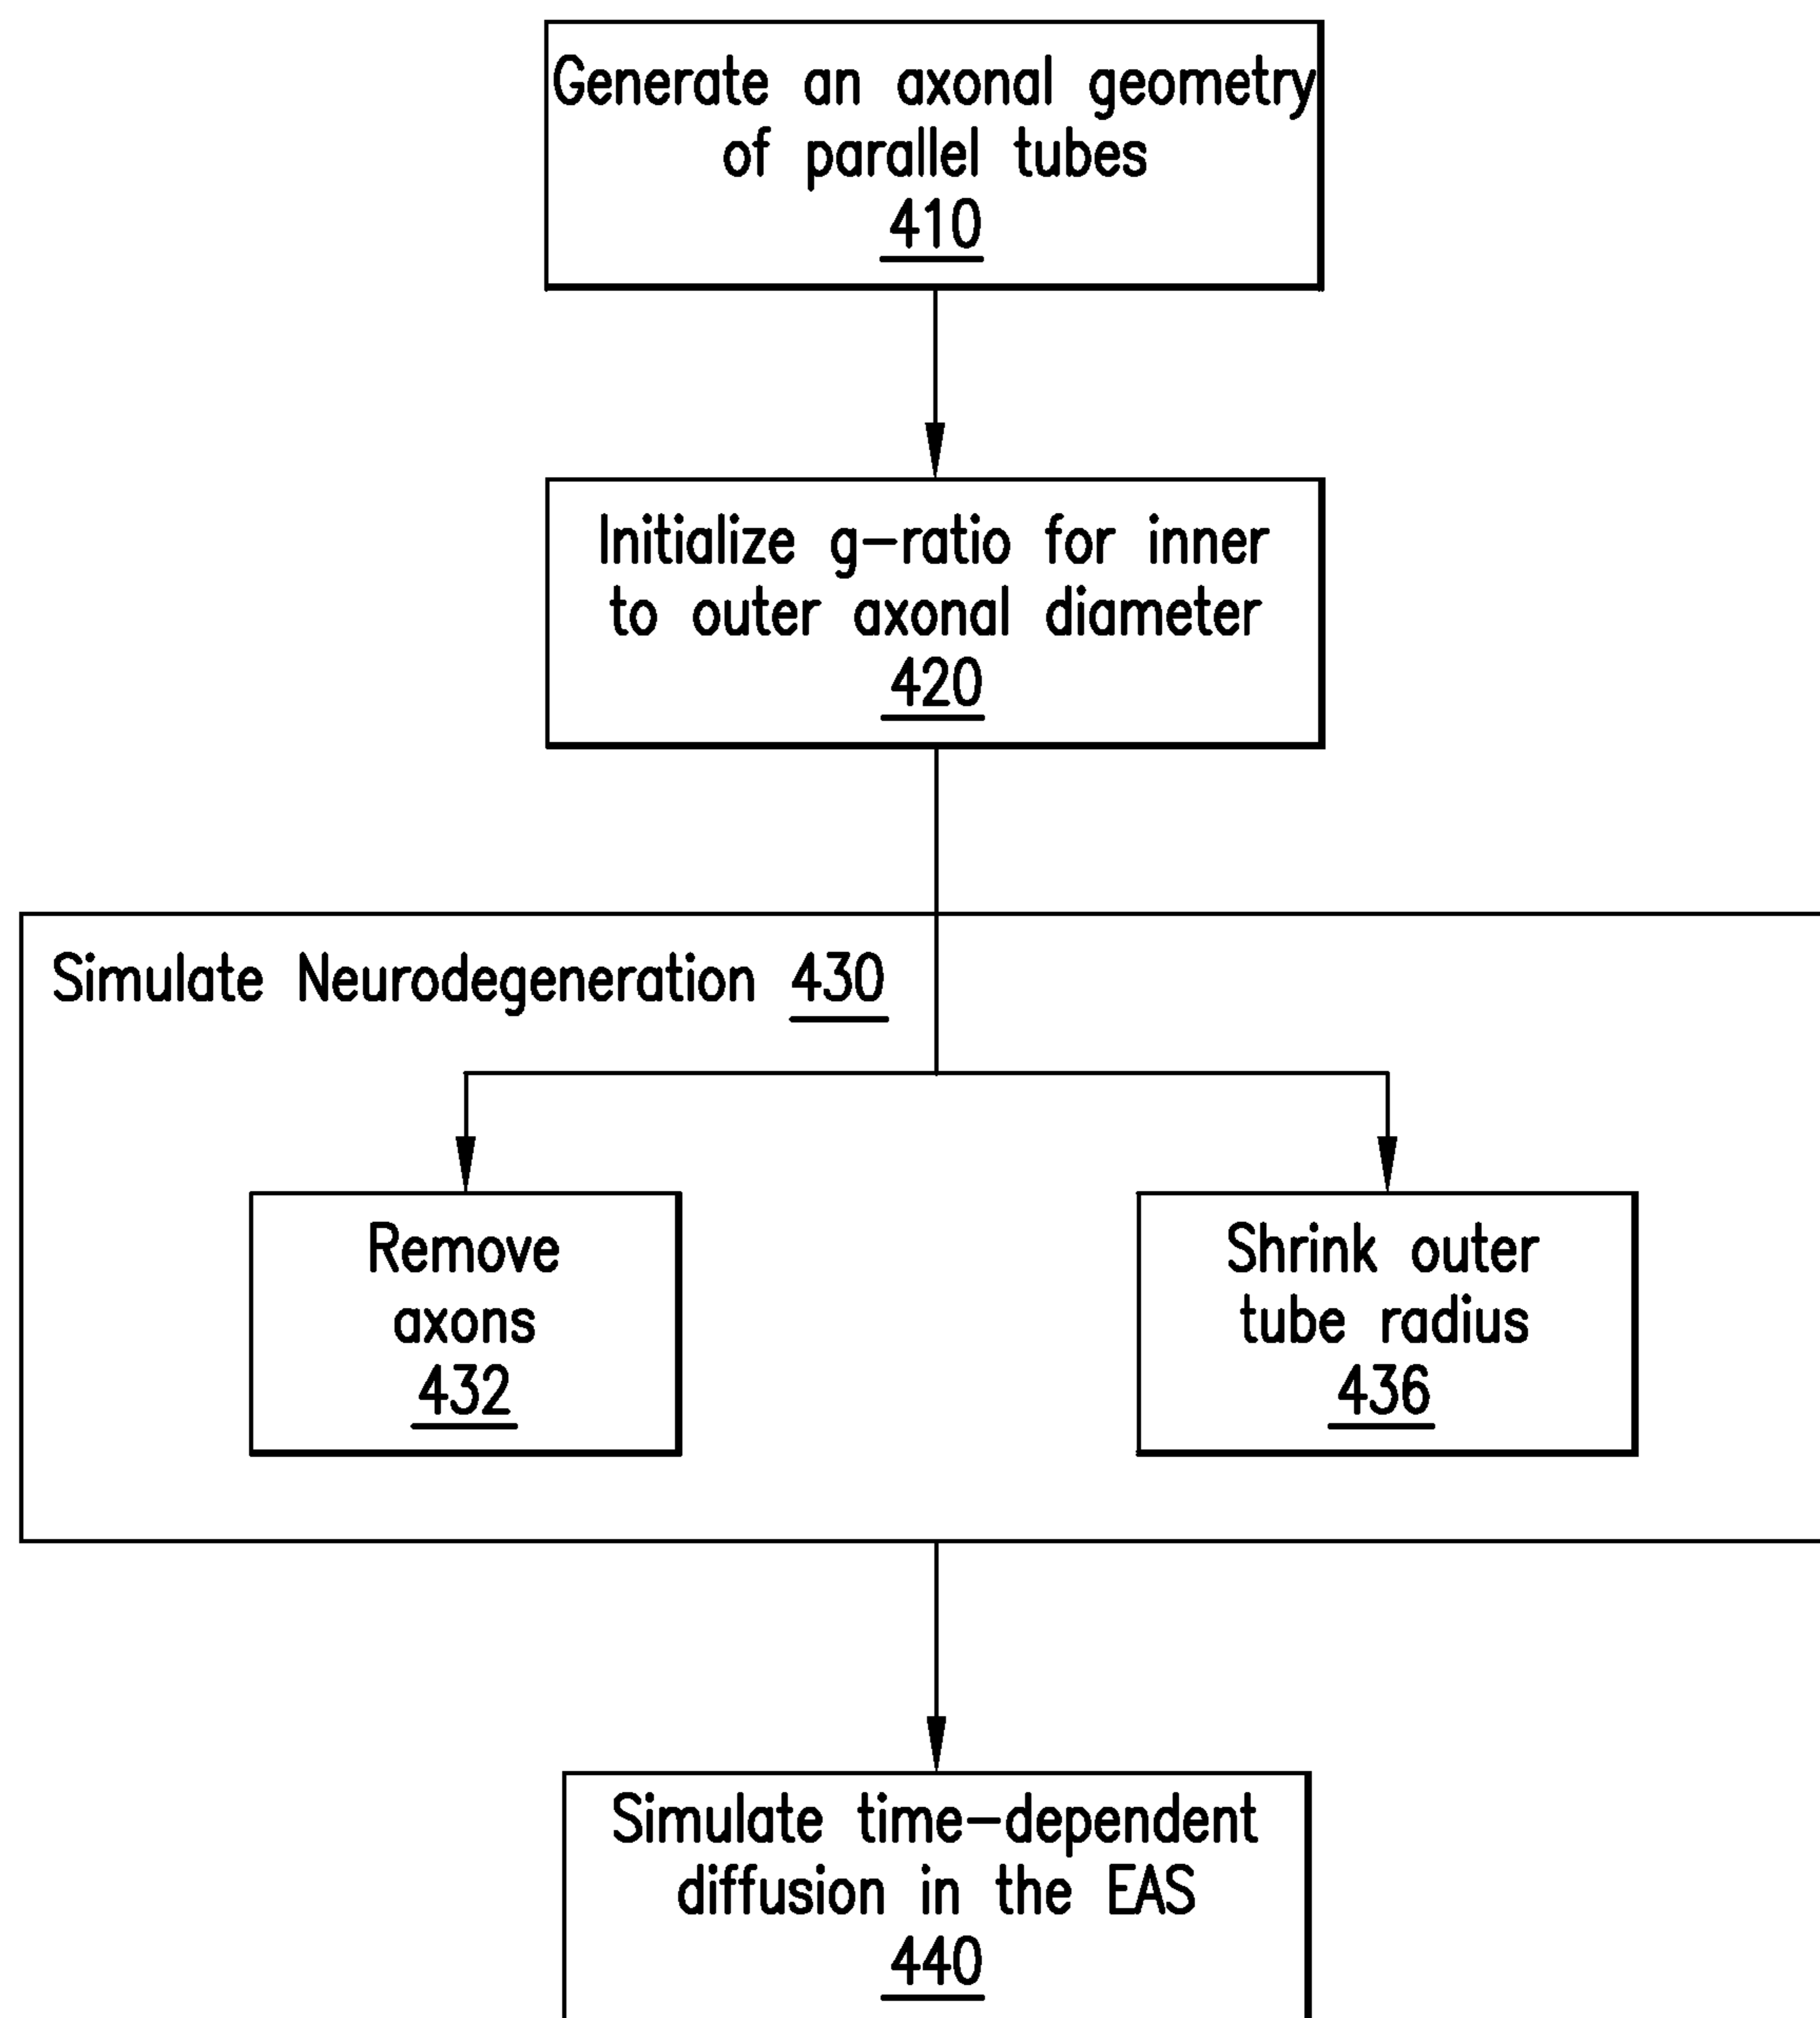 Generate an axonal geometry
of parallel tubes
410
Initialize g-ratio for inner
to outer axonal diameter
420
Simulate Neurodegeneration 430
Remove
axons
432
Shrink outer
tube radius
436
Simulate time-dependent
diffusion in the EAS
440